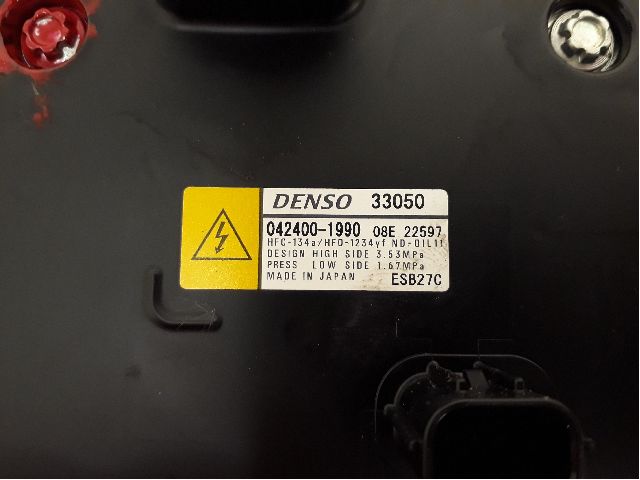 DENSO 33050
042400-1990 08E 22597
HFC-134a/HFO-1234yf ND-OIL11
DESIGN HIGH SIDE 3.53MPa
PRESS LOW SIDE 1.67MPa
MADE IN JAPAN ESB27C